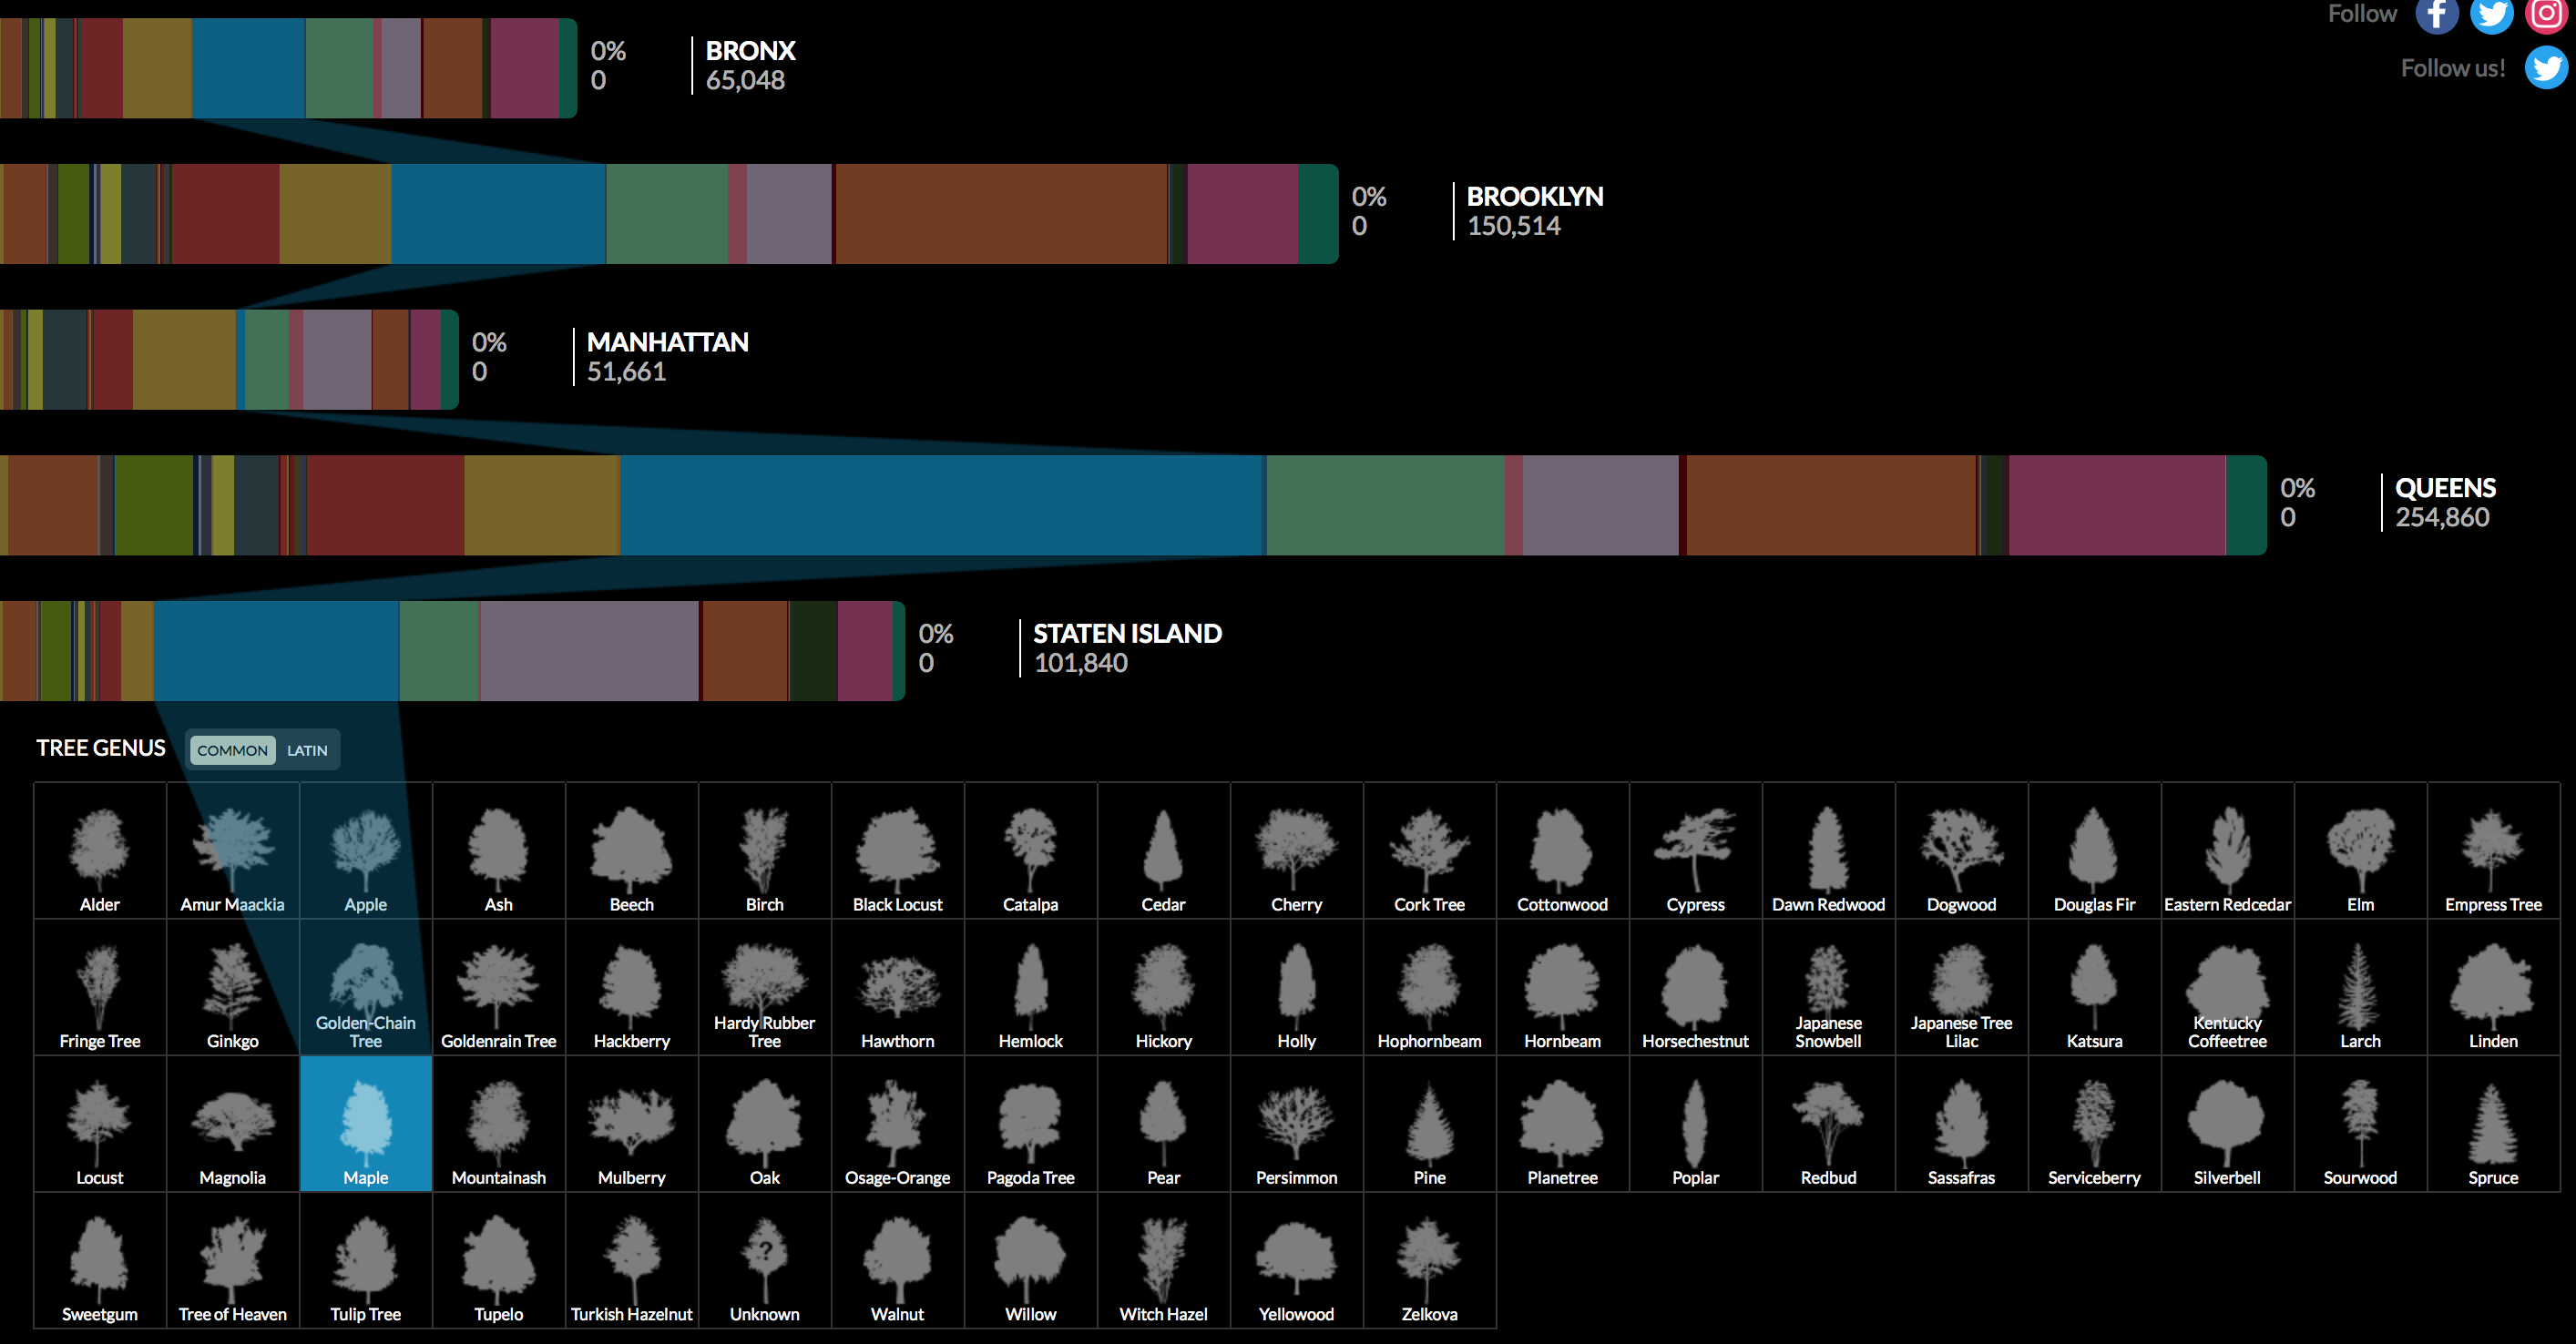 Follow
Follow us!
0% BRONX
0 65,048
0% BROOKLYN
0 150,514
0% MANHATTAN
0 51,661
0% QUEENS
0 254,860
0% STATEN ISLAND
0 101,840
TREE GENUS COMMON LATIN
Alder Amur Maackia Apple Ash Beech Birch Black Locust Catalpa Cedar Cherry Cork Tree Cottonwood Cypress Dawn Redwood Dogwood Douglas Fir Eastern Redcedar Elm Empress Tree
Fringe Tree Ginkgo Golden-Chain Tree Goldenrain Tree Hackberry Hardy Rubber Tree Hawthorn Hemlock Hickory Holly Hophornbeam Hornbeam Horsechestnut Japanese Snowbell Japanese Tree Lilac Katsura Kentucky Coffeetree Larch Linden
Locust Magnolia Maple Mountainash Mulberry Oak Osage-Orange Pagoda Tree Pear Persimmon Pine Planetree Poplar Redbud Sassafras Serviceberry Silverbell Sourwood Spruce
?
Sweetgum Tree of Heaven Tulip Tree Tupelo Turkish Hazelnut Unknown Walnut Willow Witch Hazel Yellowood Zelkova